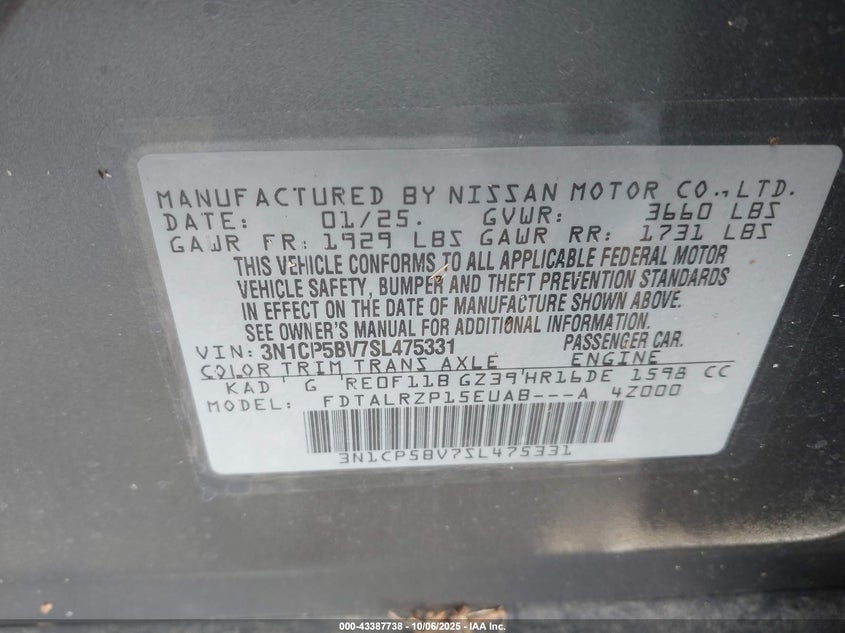 MANUFACTURED BY NISSAN MOTOR CO., LTD.
DATE: 01/25. GVWR: 3660 LBS
GAWR FR: 1929 LBS GAWR RR: 1731 LBS
THIS VEHICLE CONFORMS TO ALL APPLICABLE FEDERAL MOTOR
VEHICLE SAFETY, BUMPER AND THEFT PREVENTION STANDARDS
IN EFFECT ON THE DATE OF MANUFACTURE SHOWN ABOVE.
SEE OWNER'S MANUAL FOR ADDITIONAL INFORMATION.
VIN: 3N1CP5BV7SL475331 PASSENGER CAR.
COLOR TRIM TRANS AXLE ENGINE
KAD G RE0F11B GZ39 HR16DE 1598 CC
MODEL: FDTALRZP15EUAB---A 4Z000
3N1CP5BV7SL475331
000-43387738 - 10/06/2025 - IAA Inc.